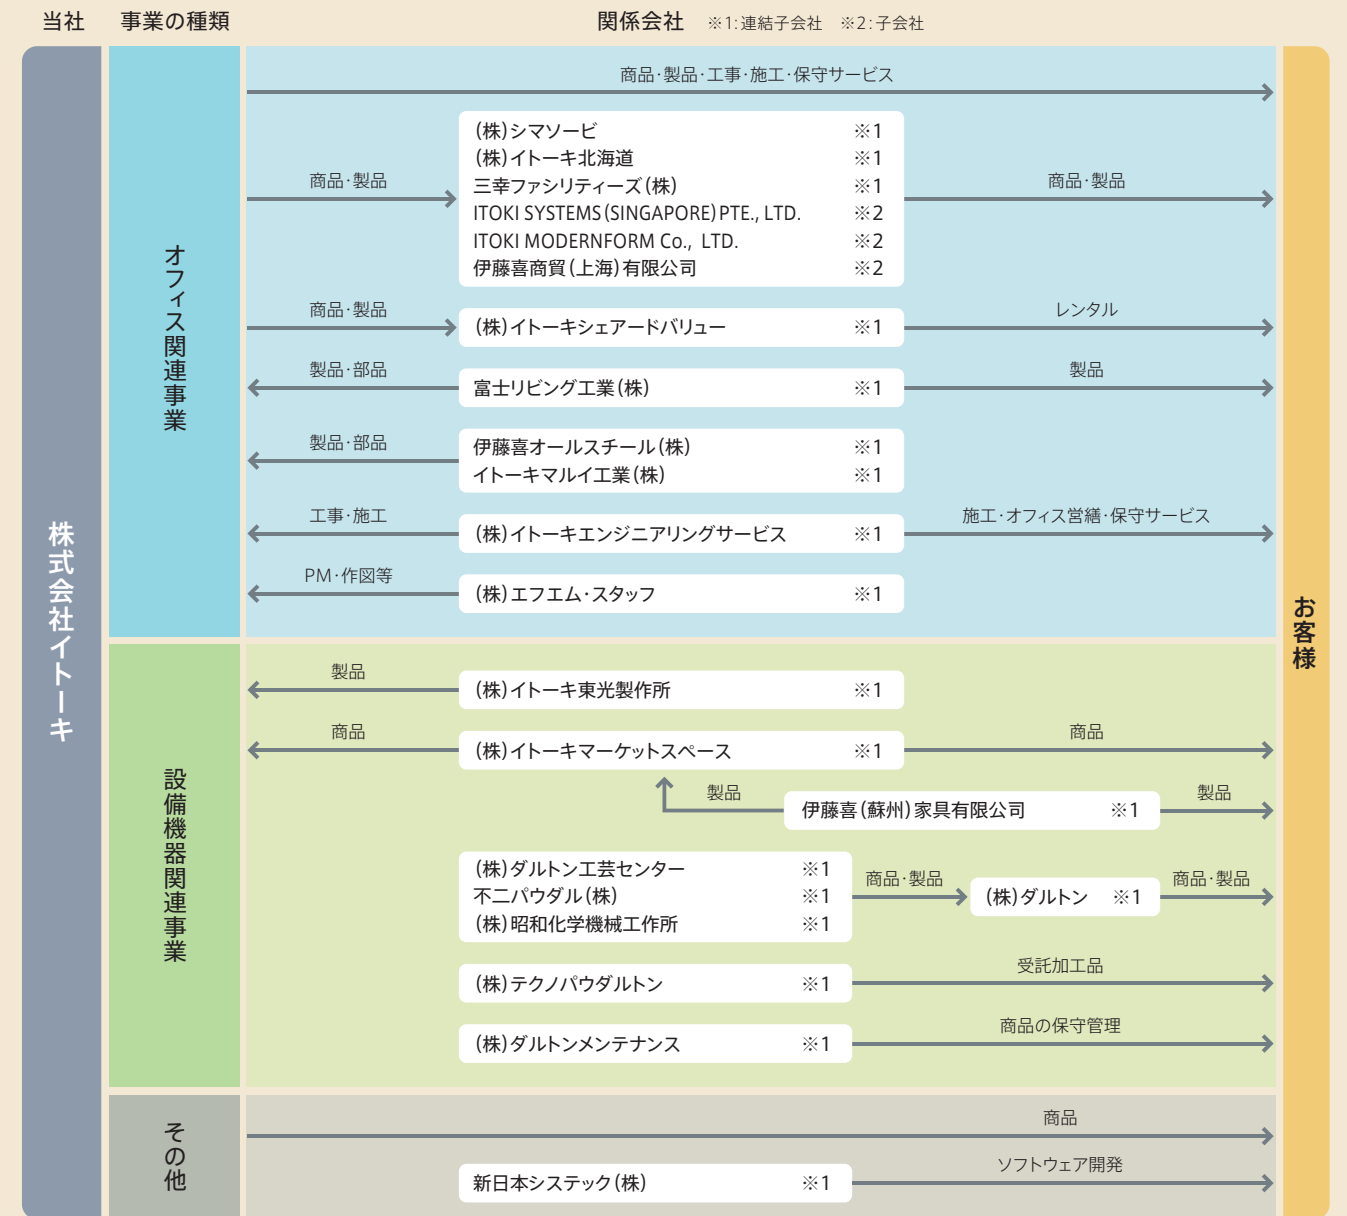 当社
事業の種類
関係会社 ※1:連結子会社 ※2:子会社
株式会社イトーキ
オフィス関連事業
商品・製品・工事・施工・保守サービス
商品・製品
(株)シマソービ ※1
(株)イトーキ北海道 ※1
三幸ファシリティーズ(株) ※1
ITOKI SYSTEMS(SINGAPORE)PTE., LTD. ※2
ITOKI MODERNFORM Co., LTD. ※2
伊藤喜商貿(上海)有限公司 ※2
商品・製品
商品・製品
(株)イトーキシェアードバリュー ※1
レンタル
製品・部品
富士リビング工業(株) ※1
製品
製品・部品
伊藤喜オールスチール(株) ※1
イトーキマルイ工業(株) ※1
工事・施工
(株)イトーキエンジニアリングサービス ※1
施工・オフィス営繕・保守サービス
PM・作図等
(株)エフエム・スタッフ ※1
設備機器関連事業
製品
(株)イトーキ東光製作所 ※1
商品
(株)イトーキマーケットスペース ※1
商品
製品
伊藤喜(蘇州)家具有限公司 ※1
製品
(株)ダルトン工芸センター ※1
不二パウダル(株) ※1
(株)昭和化学機械工作所 ※1
商品・製品
(株)ダルトン ※1
商品・製品
(株)テクノパウダルトン ※1
受託加工品
(株)ダルトンメンテナンス ※1
商品の保守管理
その他
商品
新日本システック(株) ※1
ソフトウェア開発
お客様